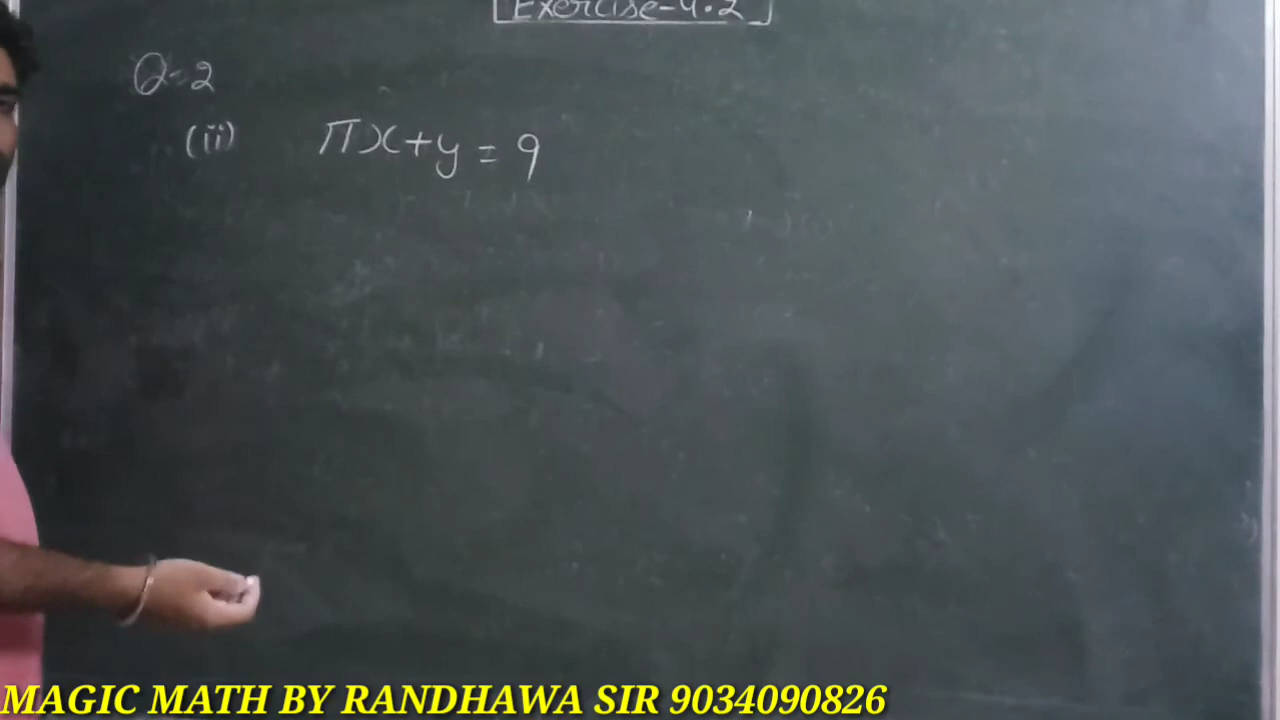 Exercise-4.2
Q-2
(ii) πx+y=9
MAGIC MATH BY RANDHAWA SIR 9034090826